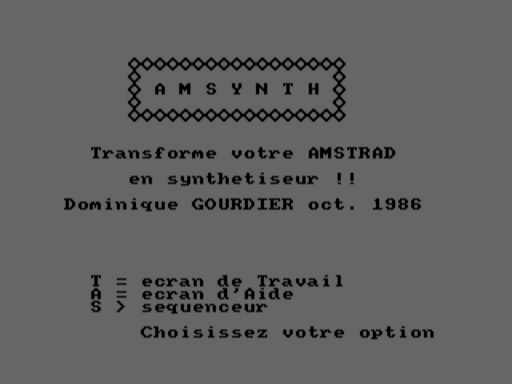 A M S Y N T H
Transforme votre AMSTRAD
en synthetiseur !!
Dominique GOURDIER oct. 1986
T = ecran de Travail
A = ecran d'Aide
S > sequenceur
Choisissez votre option